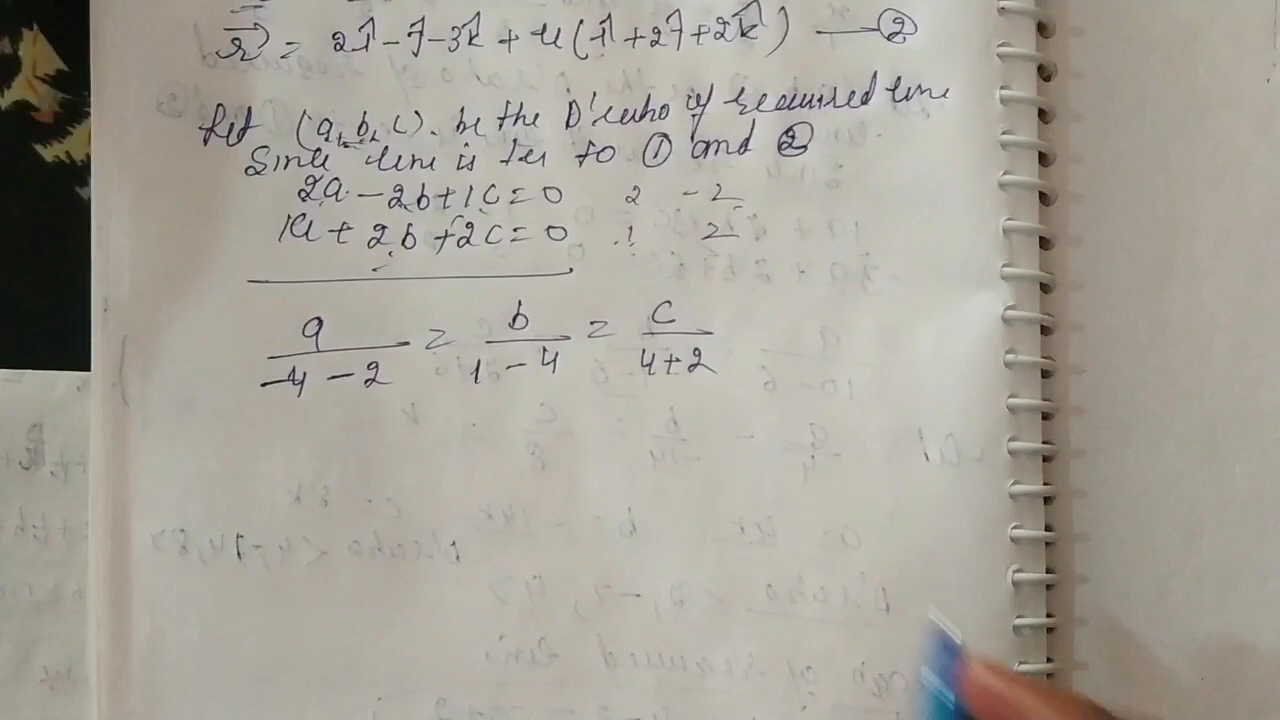 r⃗ = 2î - ĵ - 3k̂ + u(î + 2ĵ + 2k̂) —②
Let (a, b, c). be the D'ratio of required line
Since line is ⊥er to ① and ②
2a - 2b + 1c = 0 2 -2
1a + 2b + 2c = 0 1 2
a/(-4-2) = b/(1-4) = c/(4+2)